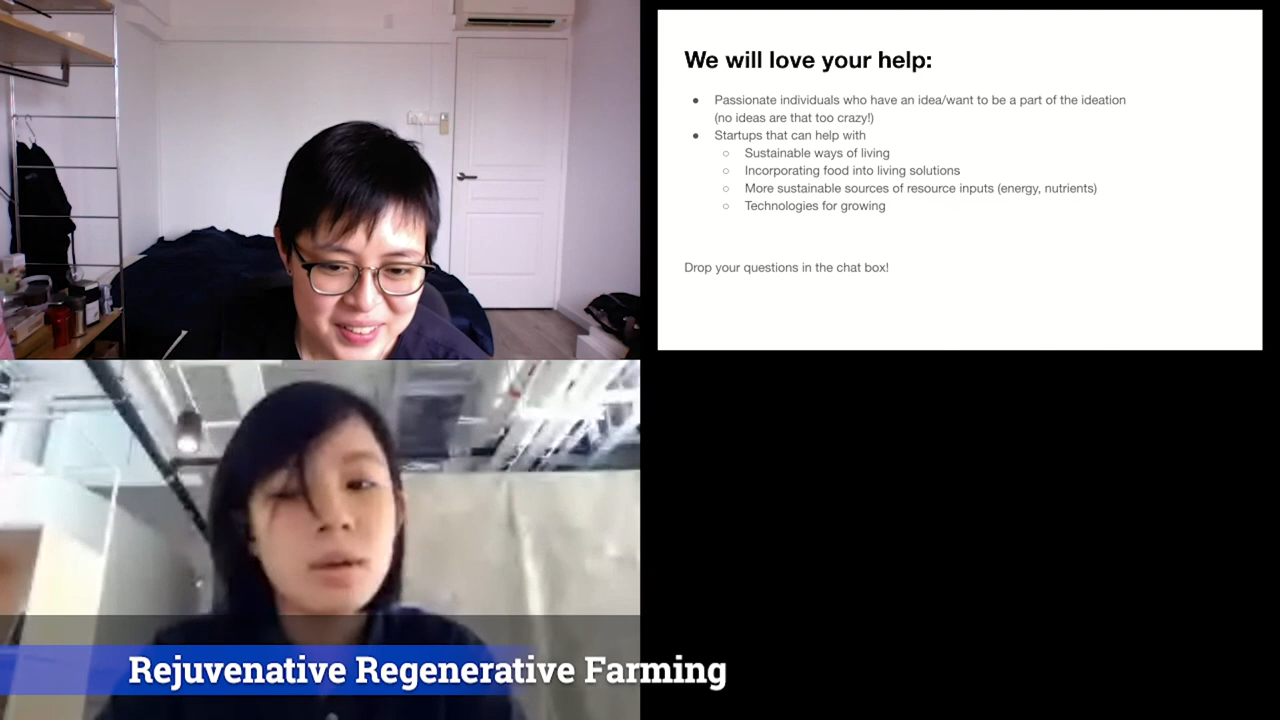 We will love your help:
● Passionate individuals who have an idea/want to be a part of the ideation
(no ideas are that too crazy!)
● Startups that can help with
○ Sustainable ways of living
○ Incorporating food into living solutions
○ More sustainable sources of resource inputs (energy, nutrients)
○ Technologies for growing
Drop your questions in the chat box!
Rejuvenative Regenerative Farming